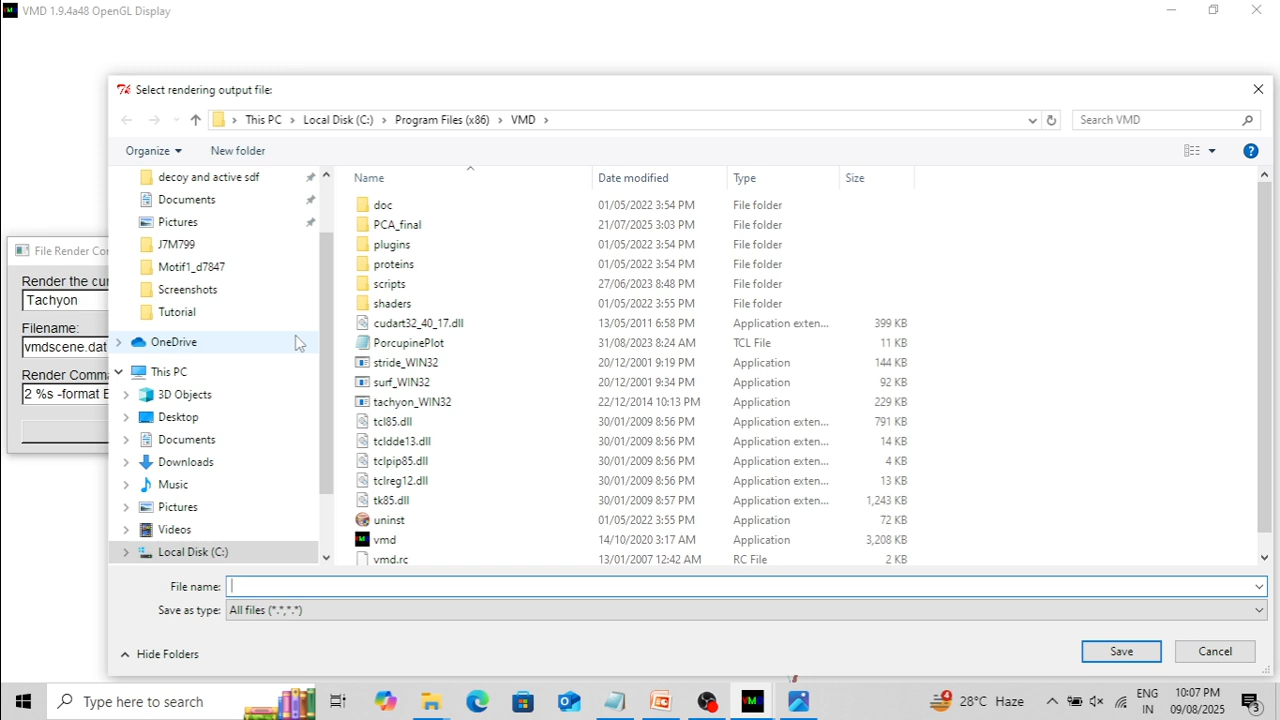 VMD 1.9.4a48 OpenGL Display
Select rendering output file:
This PC > Local Disk (C:) > Program Files (x86) > VMD >
Search VMD
Organize
New folder
Name Date modified Type Size
decoy and active sdf
Documents
Pictures
J7M799
Motif1_d7847
Screenshots
Tutorial
OneDrive
This PC
3D Objects
Desktop
Documents
Downloads
Music
Pictures
Videos
Local Disk (C:)
doc 01/05/2022 3:54 PM File folder
PCA_final 21/07/2025 3:03 PM File folder
plugins 01/05/2022 3:54 PM File folder
proteins 01/05/2022 3:54 PM File folder
scripts 27/06/2023 8:48 PM File folder
shaders 01/05/2022 3:55 PM File folder
cudart32_40_17.dll 13/05/2011 6:58 PM Application exten... 399 KB
PorcupinePlot 31/08/2023 8:24 AM TCL File 11 KB
stride_WIN32 20/12/2001 9:19 PM Application 144 KB
surf_WIN32 20/12/2001 9:34 PM Application 92 KB
tachyon_WIN32 22/12/2014 10:13 PM Application 229 KB
tcl85.dll 30/01/2009 8:56 PM Application exten... 791 KB
tcldde13.dll 30/01/2009 8:56 PM Application exten... 14 KB
tclpip85.dll 30/01/2009 8:56 PM Application exten... 4 KB
tclreg12.dll 30/01/2009 8:56 PM Application exten... 13 KB
tk85.dll 30/01/2009 8:57 PM Application exten... 1,243 KB
uninst 01/05/2022 3:55 PM Application 72 KB
vmd 14/10/2020 3:17 AM Application 3,208 KB
vmd.rc 13/01/2007 12:42 AM RC File 2 KB
File Render Co
Render the cur
Tachyon
Filename:
vmdscene.dat
Render Comma
2 %s -format
File name:
Save as type: All files (*.*,*.*)
Hide Folders
Save
Cancel
Type here to search
28°C Haze
ENG
IN
10:07 PM
09/08/2025
4
3